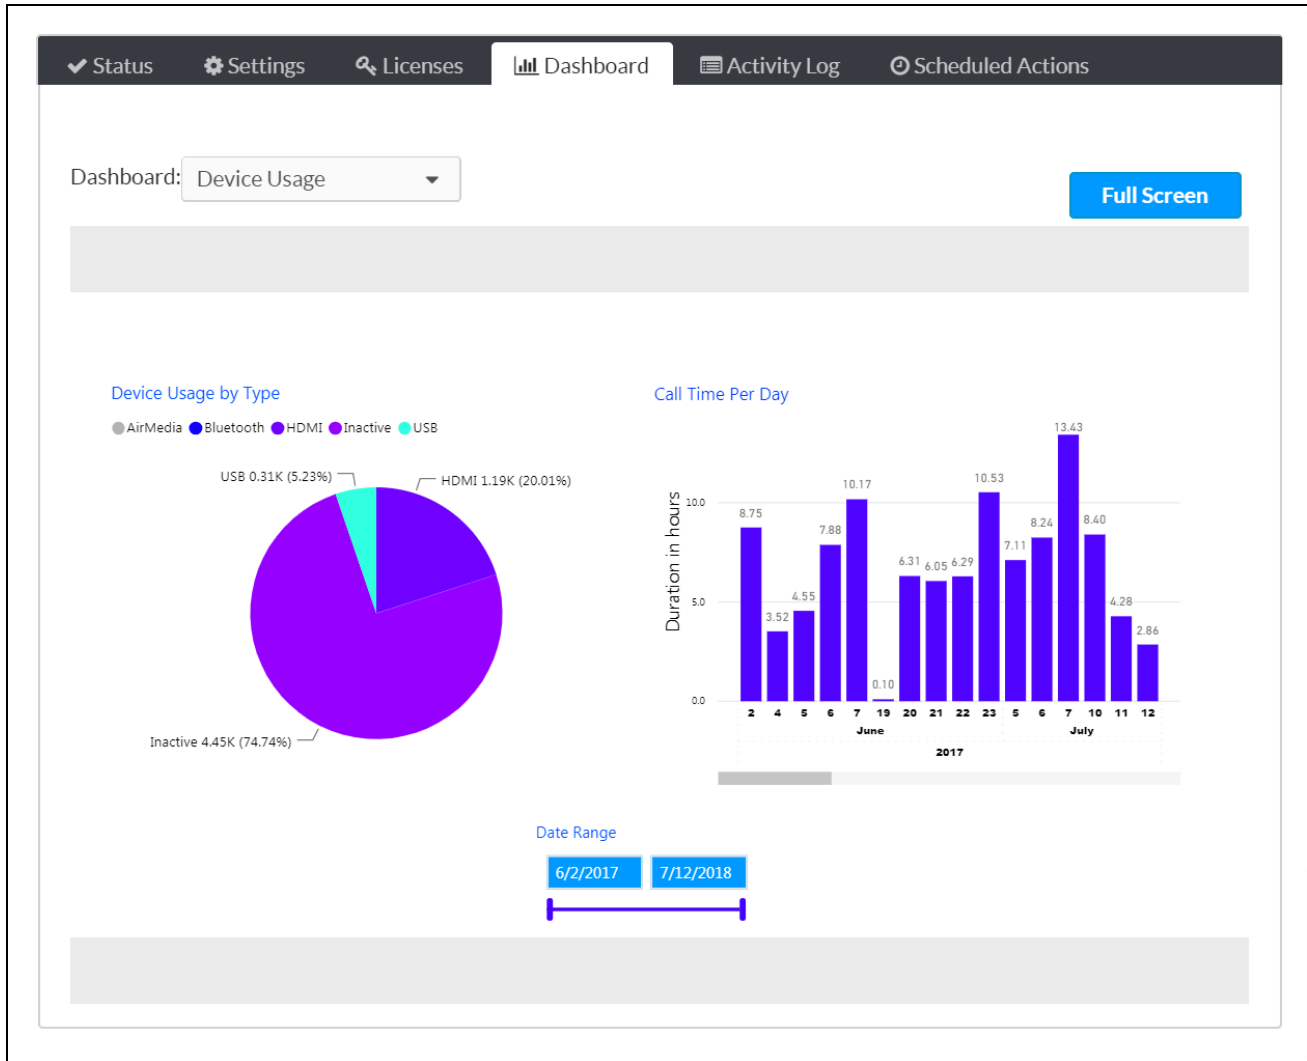 Status Settings Licenses Dashboard Activity Log Scheduled Actions
Dashboard: Device Usage
Full Screen
Device Usage by Type
AirMedia Bluetooth HDMI Inactive USB
USB 0.31K (5.23%)
HDMI 1.19K (20.01%)
Inactive 4.45K (74.74%)
Call Time Per Day
Duration in hours
10.0
5.0
0.0
8.75 3.52 4.55 7.88 10.17 0.10 6.31 6.05 6.29 10.53 7.11 8.24 13.43 8.40 4.28 2.86
2 4 5 6 7 19 20 21 22 23 5 6 7 10 11 12
June July
2017
Date Range
6/2/2017 7/12/2018